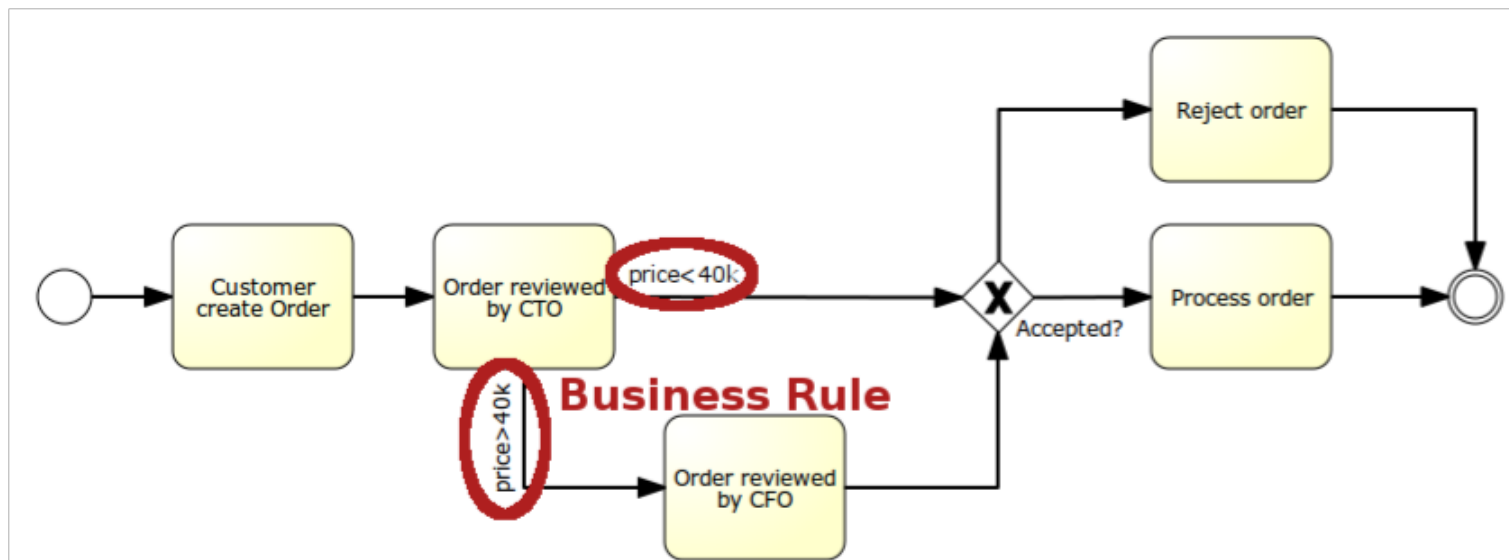 Reject order
Customer
create Order
Order reviewed
by CTO
price<40k
Process order
Accepted?
price>40k
Business Rule
Order reviewed
by CFO
X